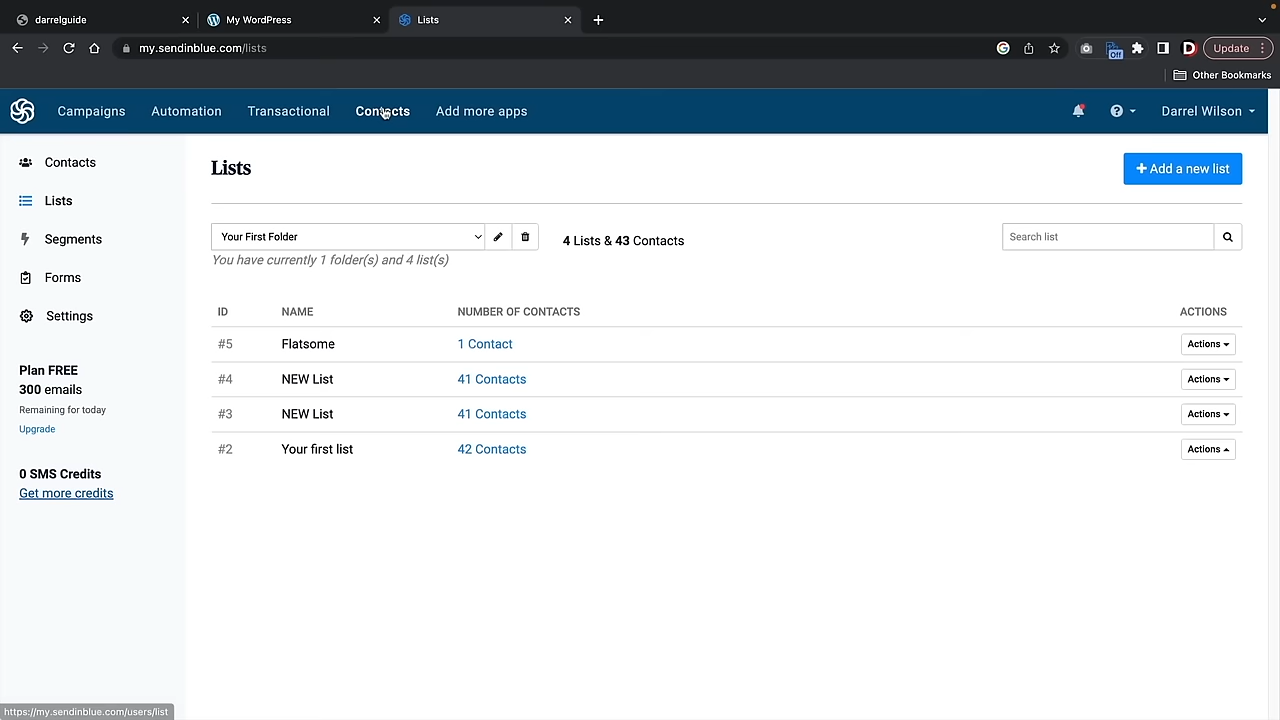 darrelguide
My WordPress
Lists
my.sendinblue.com/lists
Off
D
Update
Other Bookmarks
Campaigns
Automation
Transactional
Contacts
Add more apps
Darrel Wilson
Contacts
Lists
Segments
Forms
Settings
Plan FREE
300 emails
Remaining for today
Upgrade
0 SMS Credits
Get more credits
Lists
+ Add a new list
Your First Folder
4 Lists & 43 Contacts
Search list
You have currently 1 folder(s) and 4 list(s)
ID NAME NUMBER OF CONTACTS ACTIONS
#5 Flatsome 1 Contact Actions
#4 NEW List 41 Contacts Actions
#3 NEW List 41 Contacts Actions
#2 Your first list 42 Contacts Actions
https://my.sendinblue.com/users/list